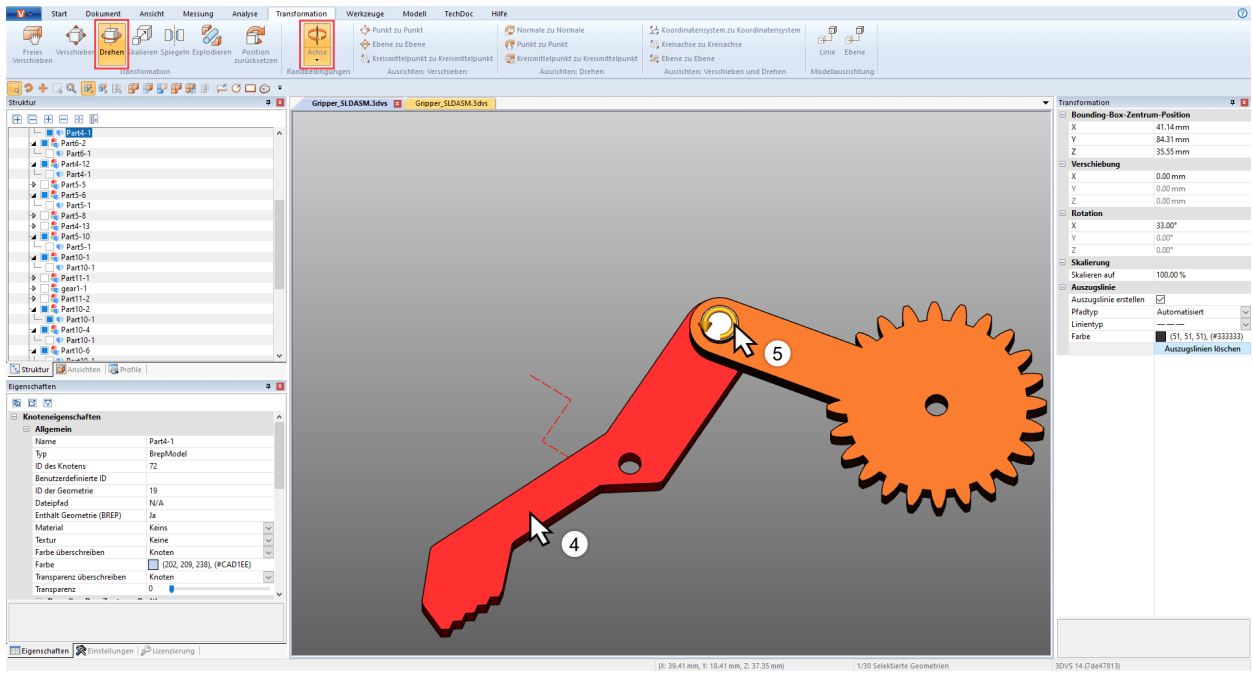 V Start Dokument Ansicht Messung Analyse Transformation Werkzeuge Modell TechDoc Hilfe
Freies Verschieben
Verschieben
Drehen
Skalieren
Spiegeln
Explodieren
Position zurücksetzen
Transformation
Achse
Randbedingungen
Punkt zu Punkt
Ebene zu Ebene
Kreismittelpunkt zu Kreismittelpunkt
Ausrichten: Verschieben
Normale zu Normale
Punkt zu Punkt
Kreismittelpunkt zu Kreismittelpunkt
Ausrichten: Drehen
Koordinatensystem zu Koordinatensystem
Kreisachse zu Kreisachse
Ebene zu Ebene
Ausrichten: Verschieben und Drehen
Linie Ebene
Modellausrichtung
Struktur
Part4-1
Part6-2
Part6-1
Part4-12
Part4-1
Part5-5
Part5-6
Part5-1
Part5-8
Part4-13
Part5-10
Part5-1
Part10-1
Part10-1
Part11-1
gear1-1
Part11-2
Part10-2
Part10-1
Part10-4
Part10-1
Part10-6
Struktur Ansichten Profile
Eigenschaften
Knoteneigenschaften
Allgemein
Name Part4-1
Typ BrepModel
ID des Knotens 72
Benutzerdefinierte ID
ID der Geometrie 19
Dateipfad N/A
Enthält Geometrie (BREP) Ja
Material Keins
Textur Keine
Farbe überschreiben Knoten
Farbe (202, 209, 238), (#CAD1EE)
Transparenz überschreiben Knoten
Transparenz 0
Eigenschaften Einstellungen Lizenzierung
Gripper_SLDASM.3dvs Gripper_SLDASM.3dvs
5
4
Transformation
Bounding-Box-Zentrum-Position
X 41.14 mm
Y 84.31 mm
Z 35.55 mm
Verschiebung
X 0.00 mm
Y 0.00 mm
Z 0.00 mm
Rotation
X 33.00°
Y 0.00°
Z 0.00°
Skalierung
Skalieren auf 100.00 %
Auszugslinie
Auszugslinie erstellen
Pfadtyp Automatisiert
Linientyp
Farbe (51, 51, 51), (#333333)
Auszugslinien löschen
(X: 39.41 mm, Y: 18.41 mm, Z: 37.35 mm) 1/30 Selektierte Geometrien 3DVS 14 (7de47813)